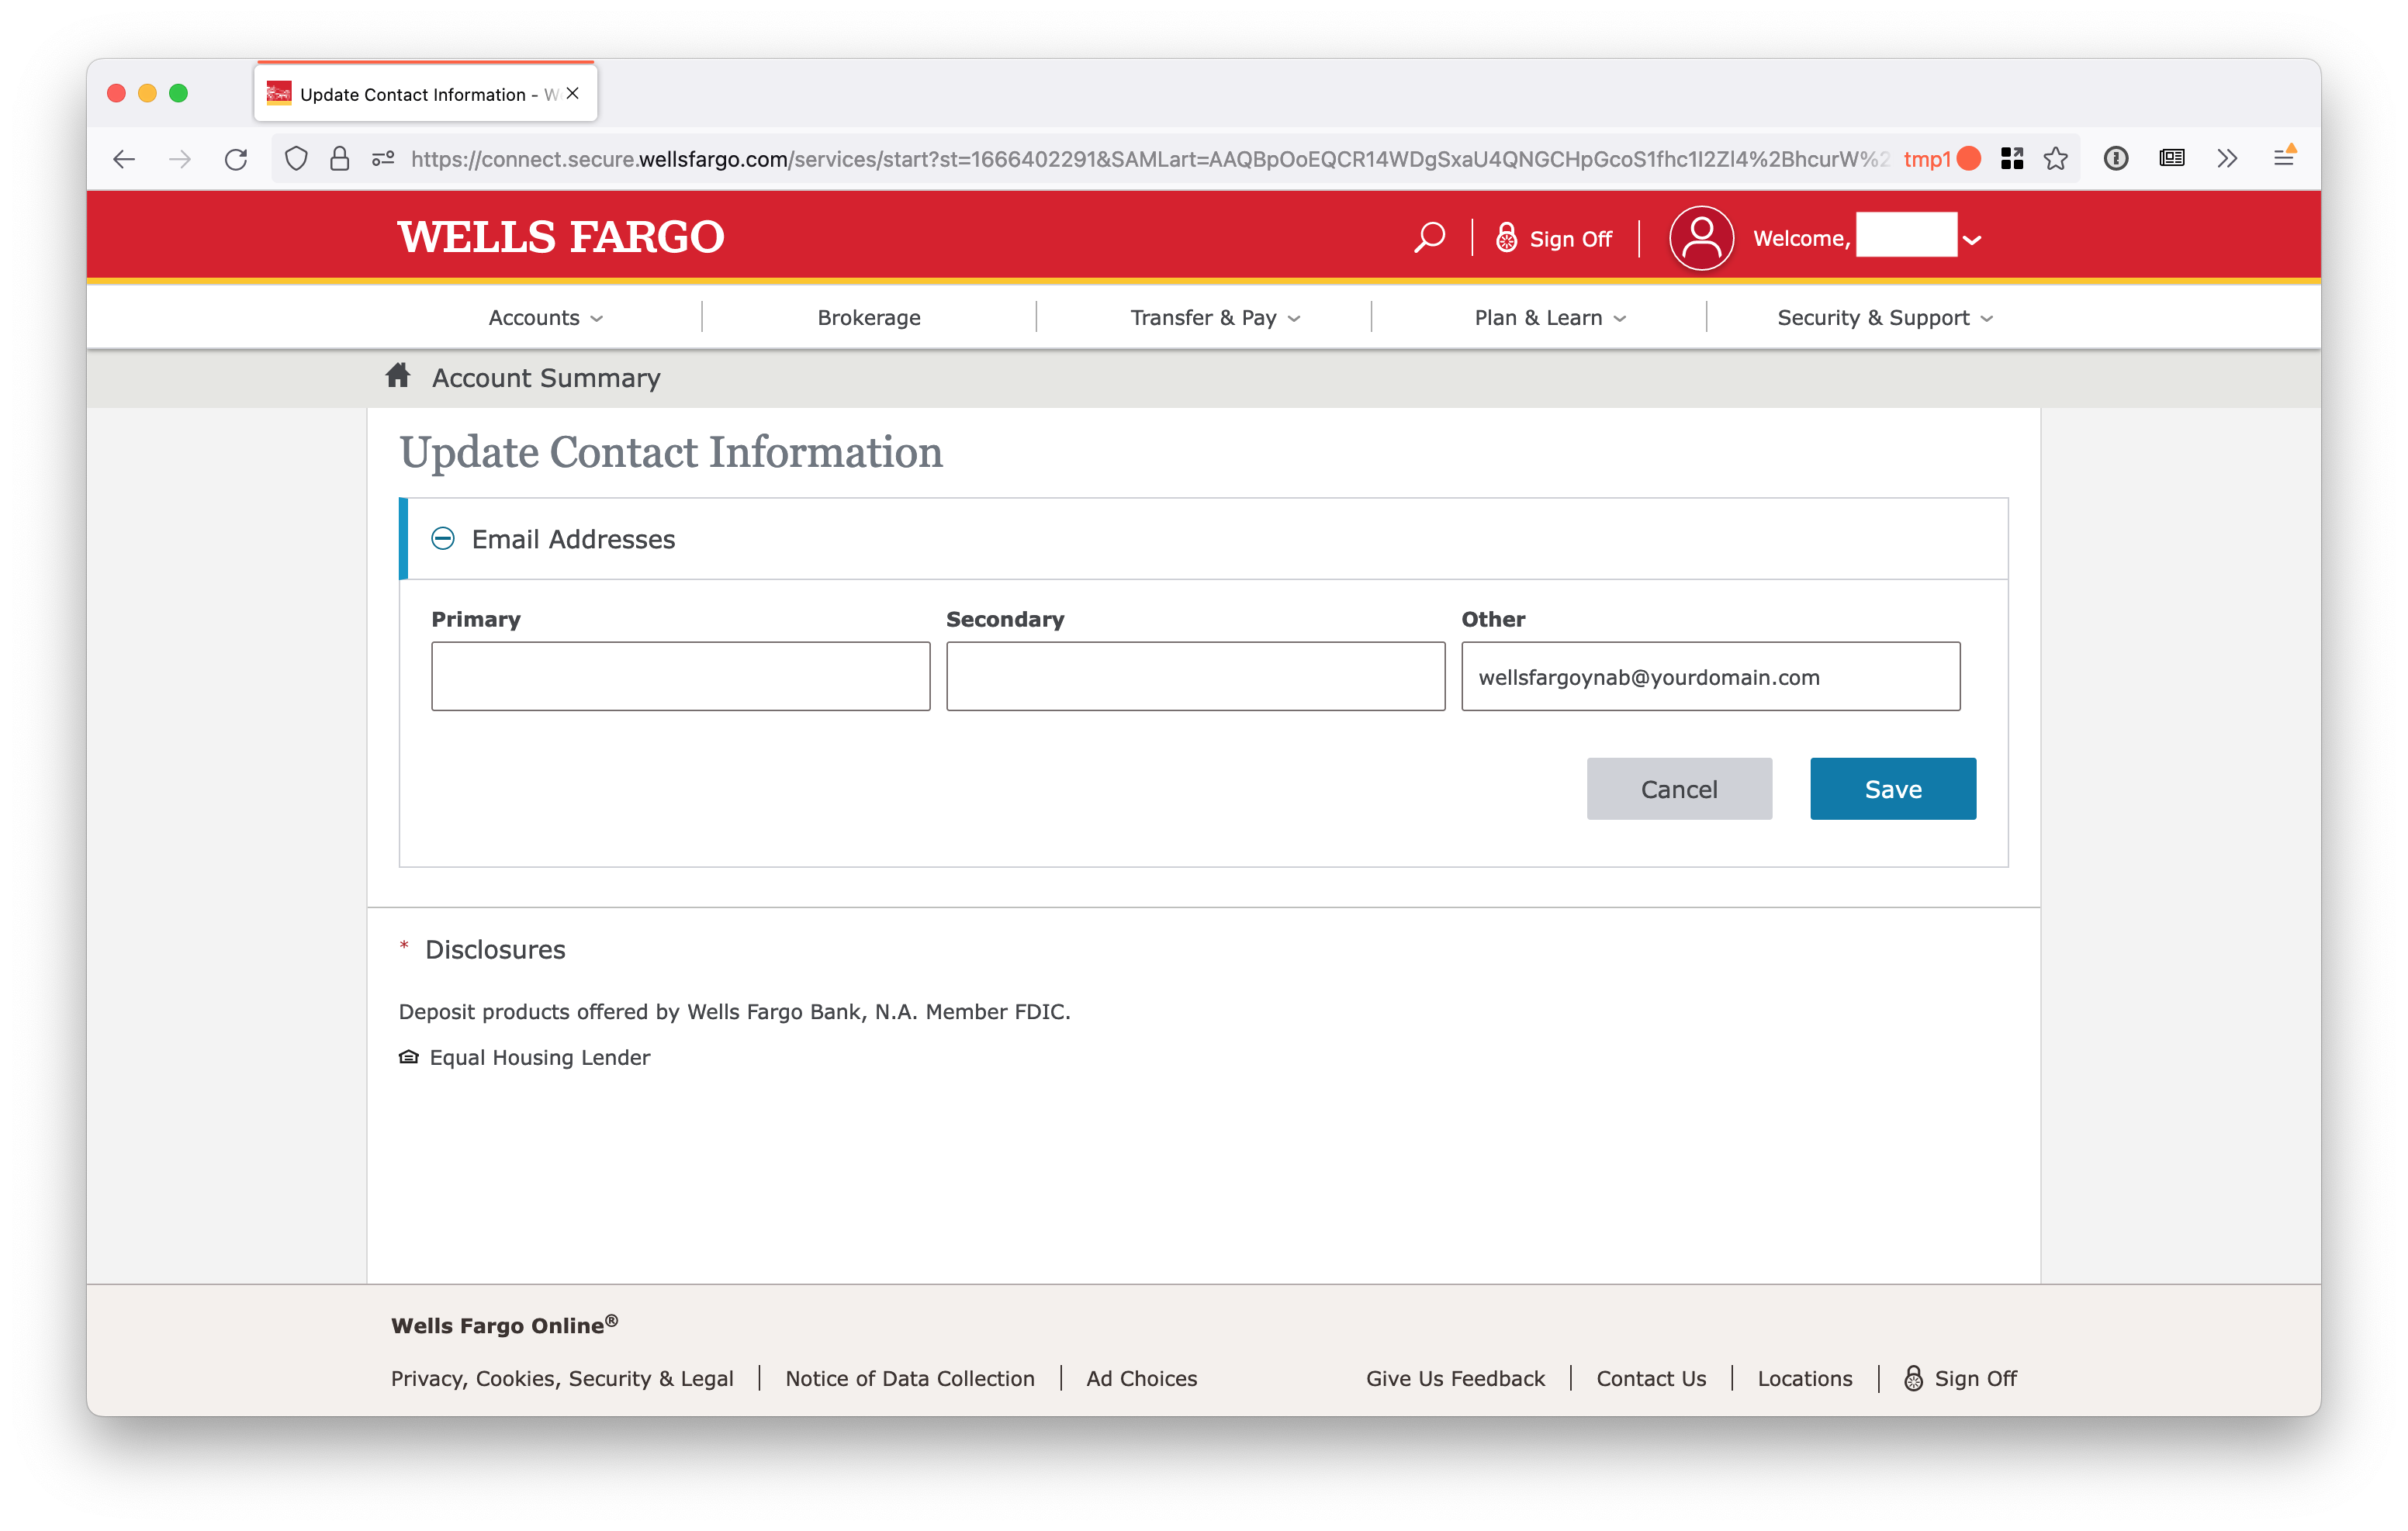 Update Contact Information - W
https://connect.secure.wellsfargo.com/services/start?st=1666402291&SAMLart=AAQBpOoEQCR14WDgSxaU4QNGCHpGcoS1fhc1I2Zl4%2BhcurW%2 tmp1
WELLS FARGO
Sign Off
Welcome,
Accounts
Brokerage
Transfer & Pay
Plan & Learn
Security & Support
Account Summary
Update Contact Information
Email Addresses
Primary
Secondary
Other
wellsfargoynab@yourdomain.com
Cancel
Save
* Disclosures
Deposit products offered by Wells Fargo Bank, N.A. Member FDIC.
Equal Housing Lender
Wells Fargo Online®
Privacy, Cookies, Security & Legal
Notice of Data Collection
Ad Choices
Give Us Feedback
Contact Us
Locations
Sign Off